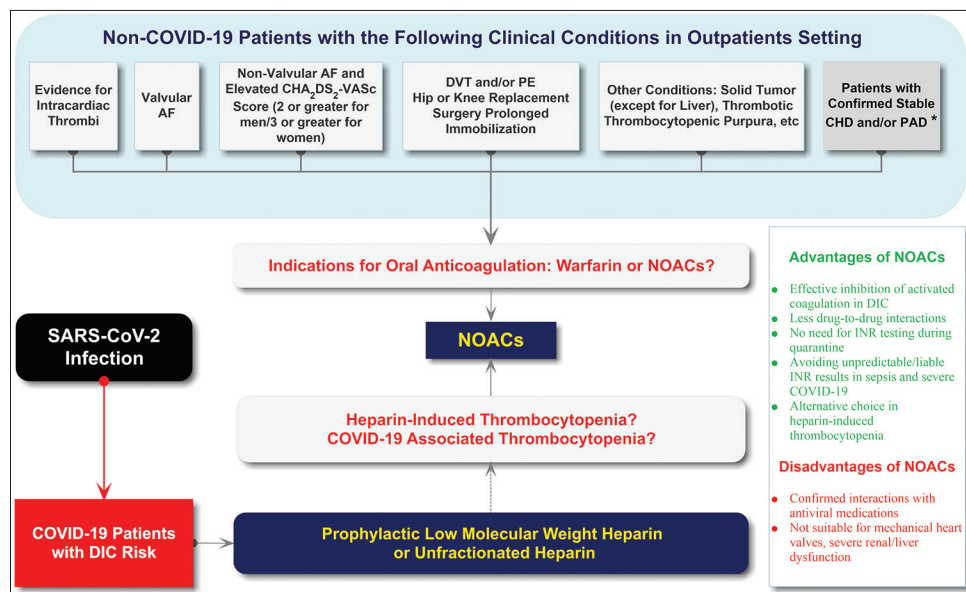 Non-COVID-19 Patients with the Following Clinical Conditions in Outpatients Setting
Evidence for
Intracardiac
Thrombi
Valvular
AF
Non-Valvular AF and
Elevated CHA2DS2-VASc
Score (2 or greater for
men/3 or greater for
women)
DVT and/or PE
Hip or Knee Replacement
Surgery Prolonged
Immobilization
Other Conditions: Solid Tumor
(except for Liver), Thrombotic
Thrombocytopenic Purpura, etc
Patients with
Confirmed Stable
CHD and/or PAD *
Indications for Oral Anticoagulation: Warfarin or NOACs?
NOACs
SARS-CoV-2
Infection
Heparin-Induced Thrombocytopenia?
COVID-19 Associated Thrombocytopenia?
COVID-19 Patients
with DIC Risk
Prophylactic Low Molecular Weight Heparin
or Unfractionated Heparin
Advantages of NOACs
● Effective inhibition of activated
coagulation in DIC
● Less drug-to-drug interactions
● No need for INR testing during
quarantine
● Avoiding unpredictable/liable
INR results in sepsis and severe
COVID-19
● Alternative choice in
heparin-induced
thrombocytopenia
Disadvantages of NOACs
● Confirmed interactions with
antiviral medications
● Not suitable for mechanical heart
valves, severe renal/liver
dysfunction